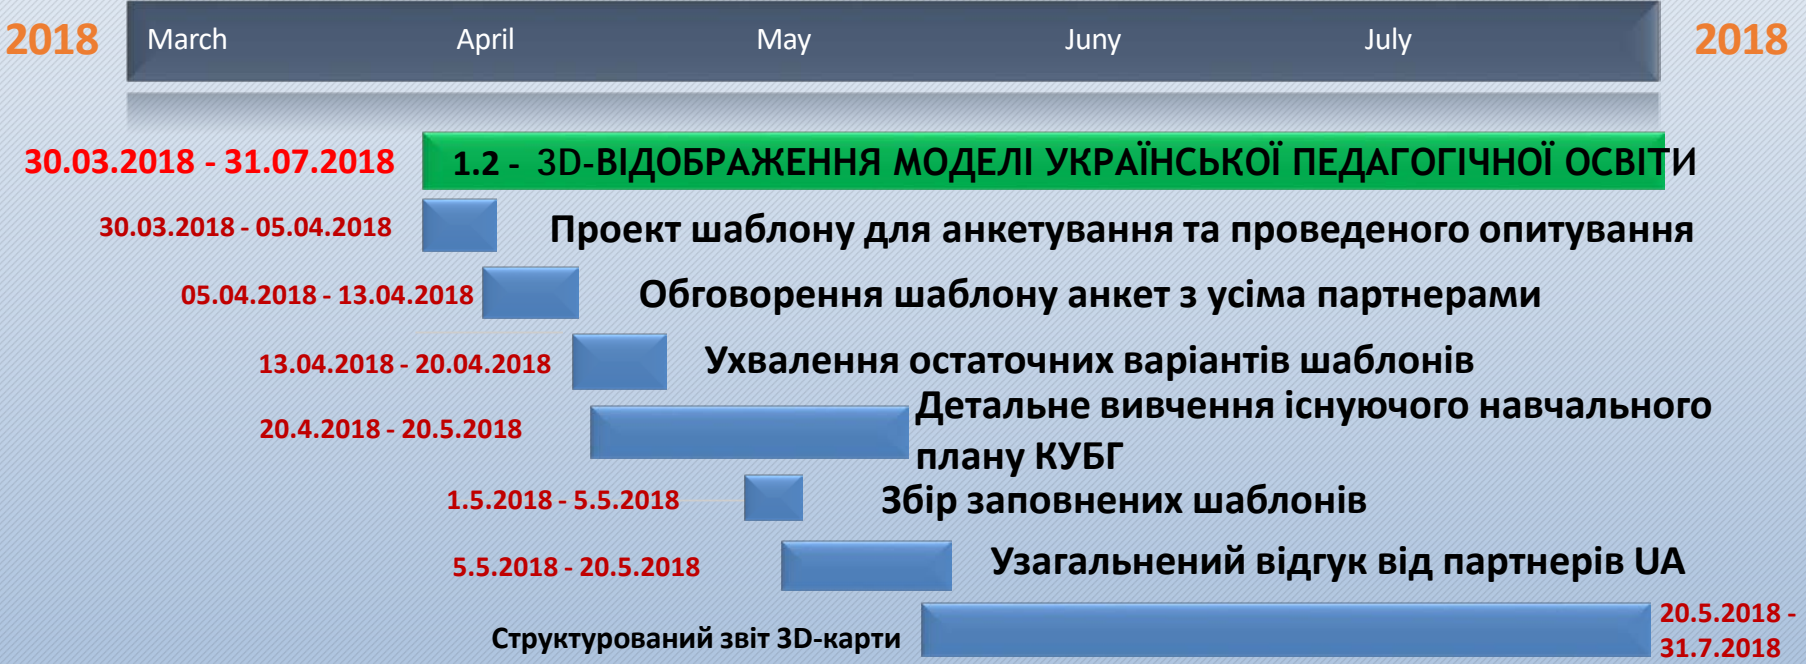 2018 March April May Juny July 2018
30.03.2018 - 31.07.2018 1.2 - 3D-ВІДОБРАЖЕННЯ МОДЕЛІ УКРАЇНСЬКОЇ ПЕДАГОГІЧНОЇ ОСВІТИ
30.03.2018 - 05.04.2018 Проект шаблону для анкетування та проведеного опитування
05.04.2018 - 13.04.2018 Обговорення шаблону анкет з усіма партнерами
13.04.2018 - 20.04.2018 Ухвалення остаточних варіантів шаблонів
20.4.2018 - 20.5.2018 Детальне вивчення існуючого навчального
плану КУБГ
1.5.2018 - 5.5.2018 Збір заповнених шаблонів
5.5.2018 - 20.5.2018 Узагальнений відгук від партнерів UA
Структурований звіт 3D-карти 20.5.2018 -
31.7.2018